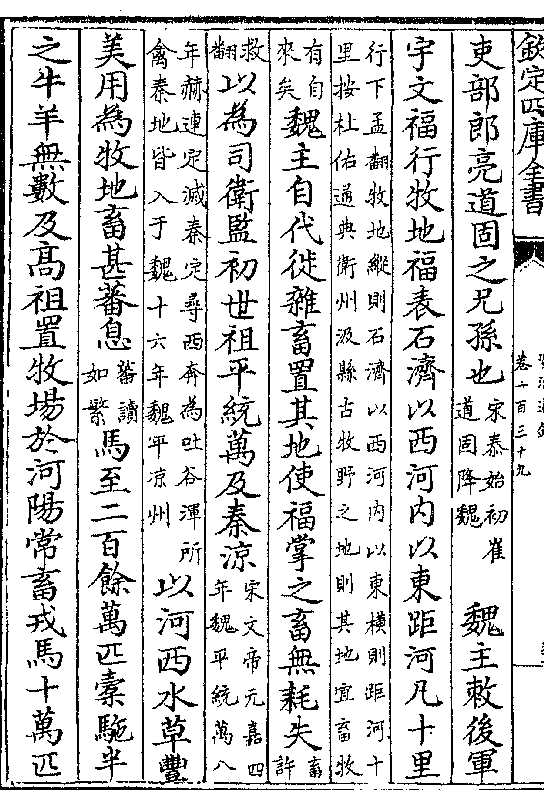 欽定四庫全書
資治通鑑
卷一百三十九
吏部郎亮道固之兄孫也
宋泰始初崔
道固降魏
魏主敕後軍
宇文福行牧地福表石濟以西河内以東距河凡十里
行下孟翻牧地縱則石濟以西河内以東橫則距河十
里按杜佑通典衛州汲縣古牧野之地則其地宜畜牧
有自
來矣
魏主自代徙雜畜置其地使福掌之畜無耗失
畜
許
救
翻
以為司衛監初世祖平統萬及秦涼
宋文帝元嘉四
年魏平統萬八
年赫連定滅秦定尋西奔為吐谷渾所
禽秦地皆入于魏十六年魏平凉州
以河西水草豐
美用為牧地畜甚蕃息
蕃讀
如繁
馬至二百餘萬匹橐駞半
之牛羊無數及髙祖置牧場於河陽常畜戎馬十萬匹